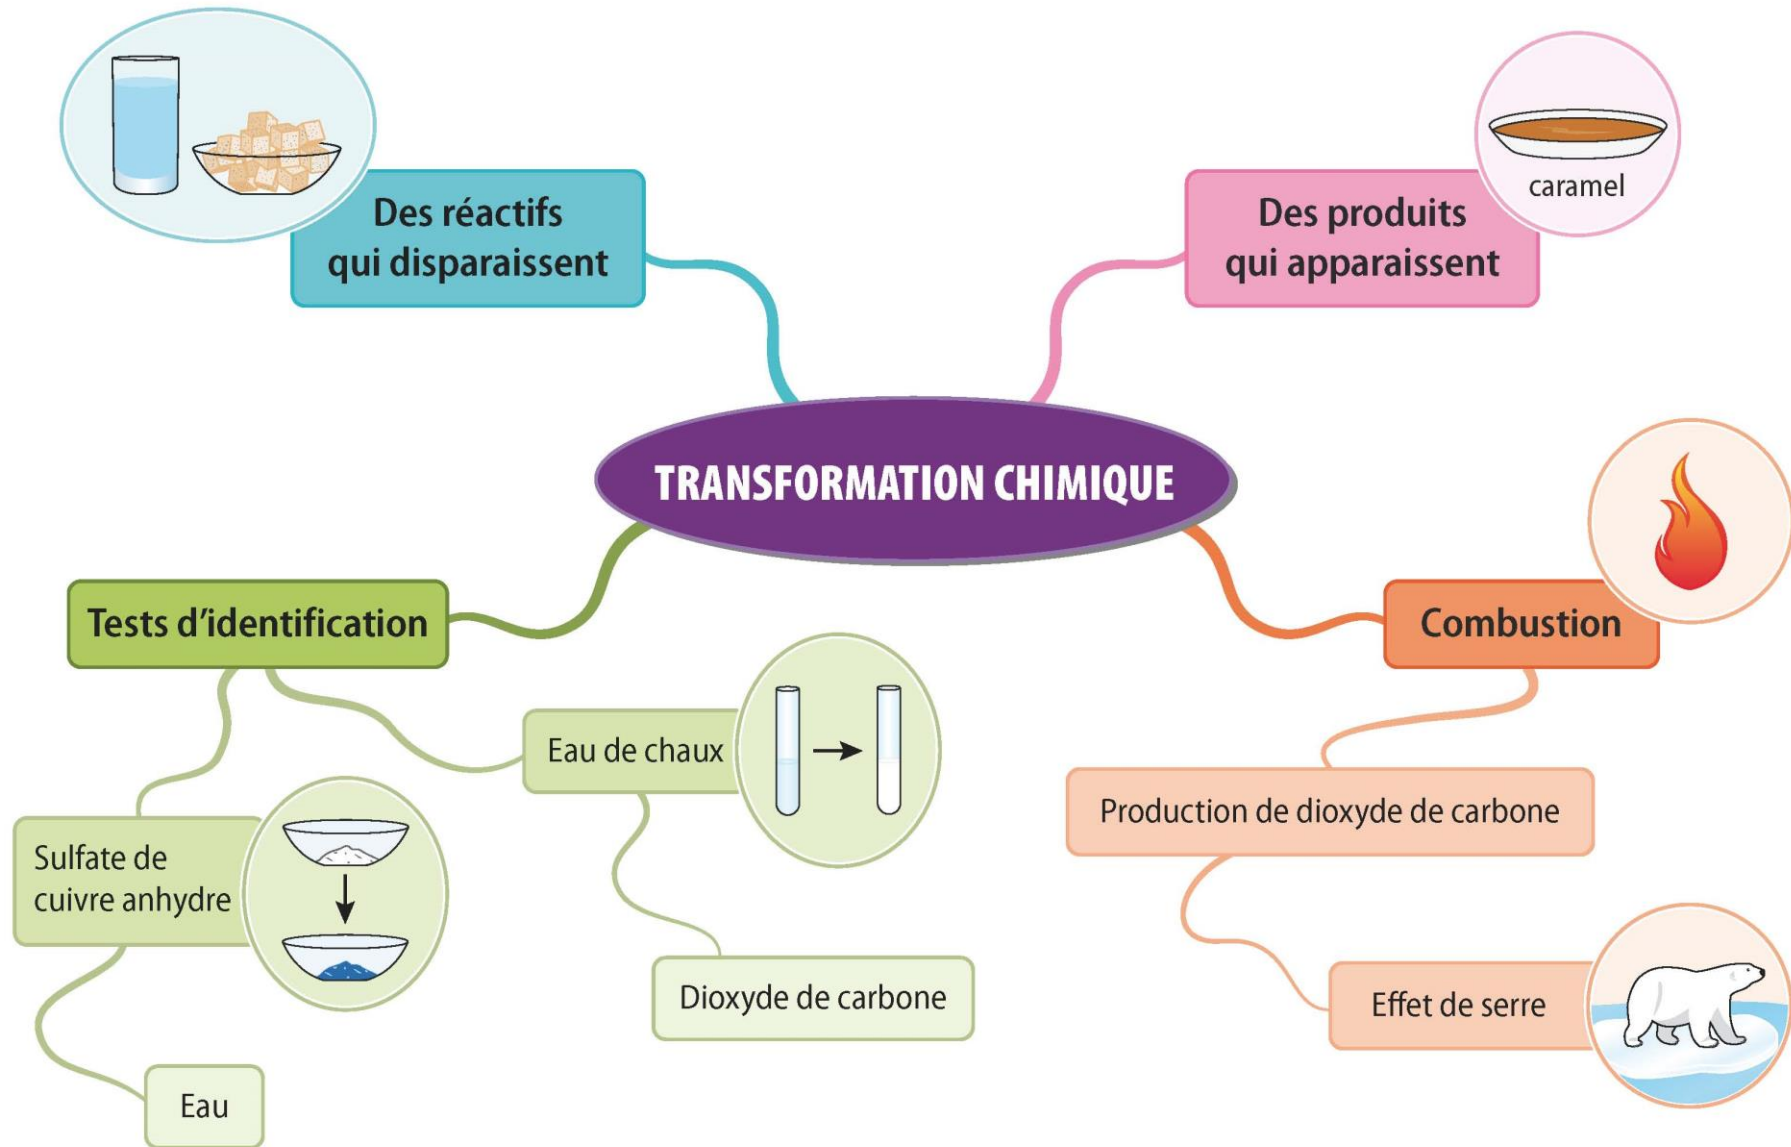 Des réactifs
qui disparaissent
Des produits
qui apparaissent
caramel
TRANSFORMATION CHIMIQUE
Tests d’identification
Combustion
Eau de chaux
Production de dioxyde de carbone
Sulfate de
cuivre anhydre
Dioxyde de carbone
Effet de serre
Eau